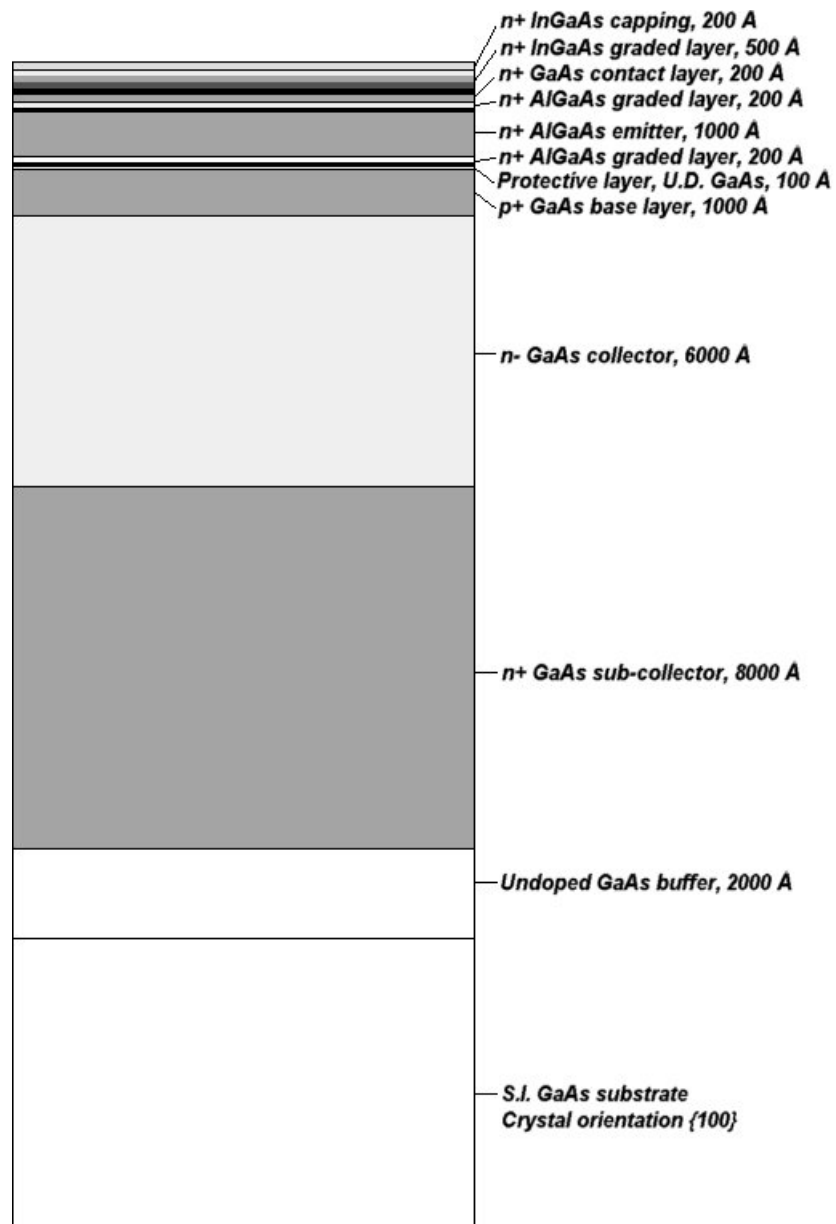 n+ InGaAs capping, 200 Å
n+ InGaAs graded layer, 500 Å
n+ GaAs contact layer, 200 Å
n+ AlGaAs graded layer, 200 Å
n+ AlGaAs emitter, 1000 Å
n+ AlGaAs graded layer, 200 Å
Protective layer, U.D. GaAs, 100 Å
p+ GaAs base layer, 1000 Å
n- GaAs collector, 6000 Å
n+ GaAs sub-collector, 8000 Å
Undoped GaAs buffer, 2000 Å
S.I. GaAs substrate
Crystal orientation {100}